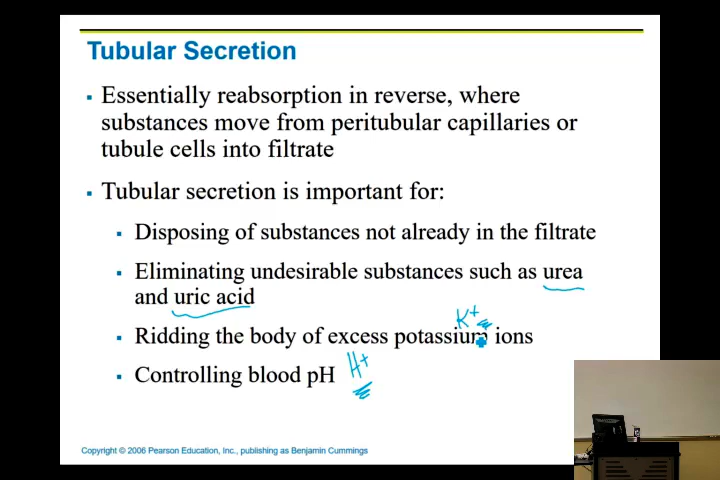 Tubular Secretion
Essentially reabsorption in reverse, where
substances move from peritubular capillaries or
tubule cells into filtrate
Tubular secretion is important for:
Disposing of substances not already in the filtrate
Eliminating undesirable substances such as urea
and uric acid
K+
Ridding the body of excess potassium ions
Controlling blood pH H+
Copyright © 2006 Pearson Education, Inc., publishing as Benjamin Cummings